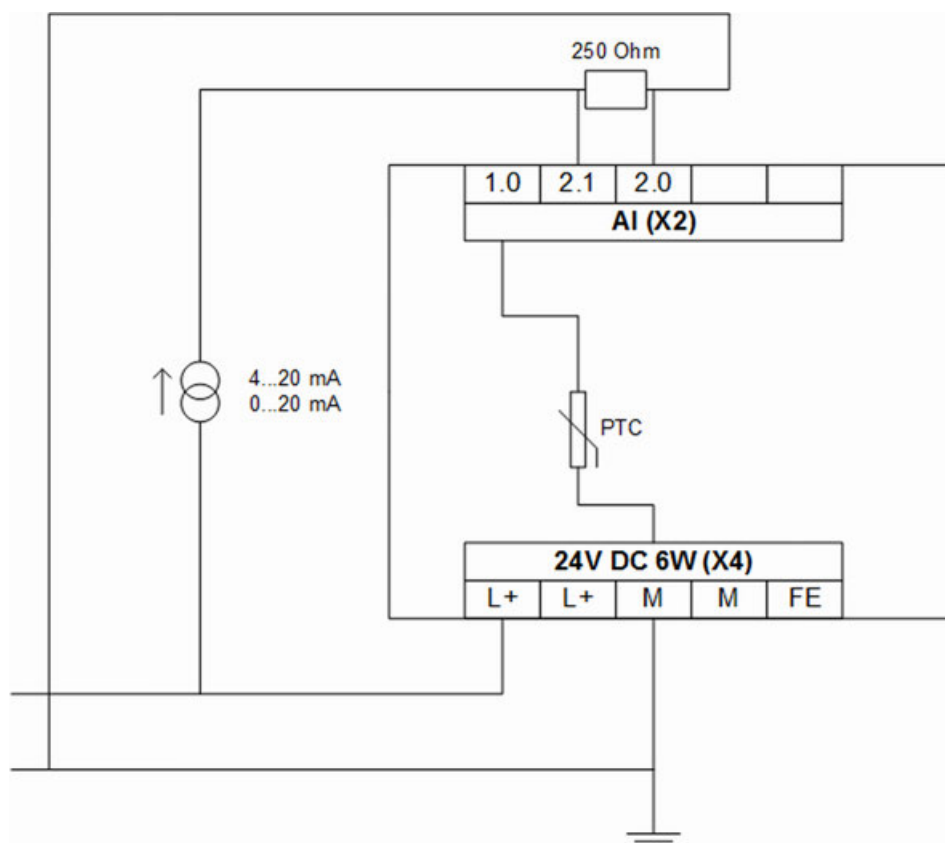 250 Ohm
1.0 2.1 2.0
AI (X2)
4...20 mA
0...20 mA
PTC
24V DC 6W (X4)
L+ L+ M M FE